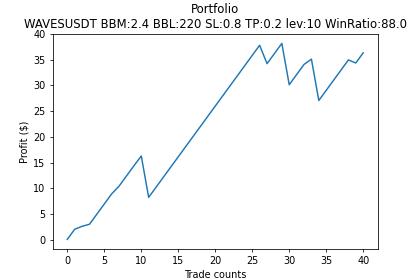 Portfolio
WAVESUSDT BBM:2.4 BBL:220 SL:0.8 TP:0.2 lev:10 WinRatio:88.0
40
35
30
25
20
15
10
5
0
Profit ($)
0 5 10 15 20 25 30 35 40
Trade counts